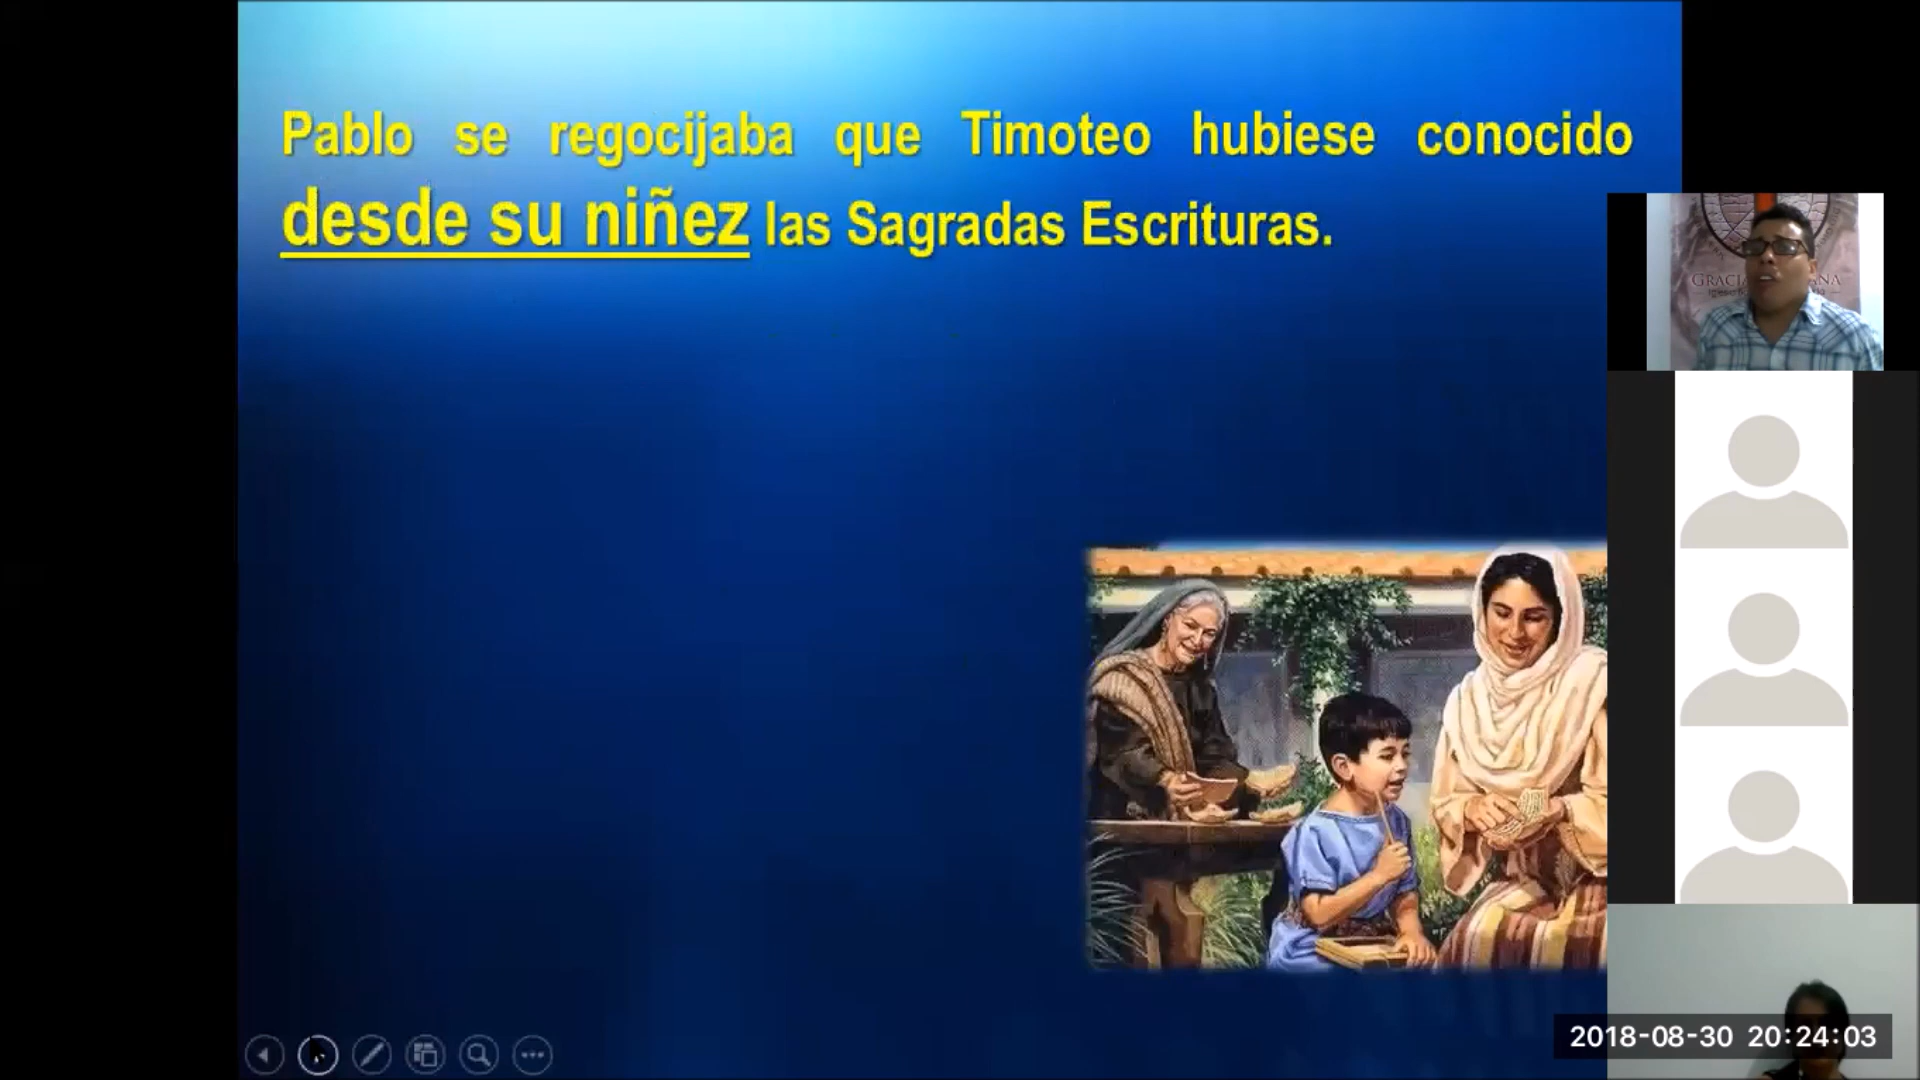 Pablo se regocijaba que Timoteo hubiese conocido
desde su niñez las Sagradas Escrituras.
2018-08-30 20:24:03